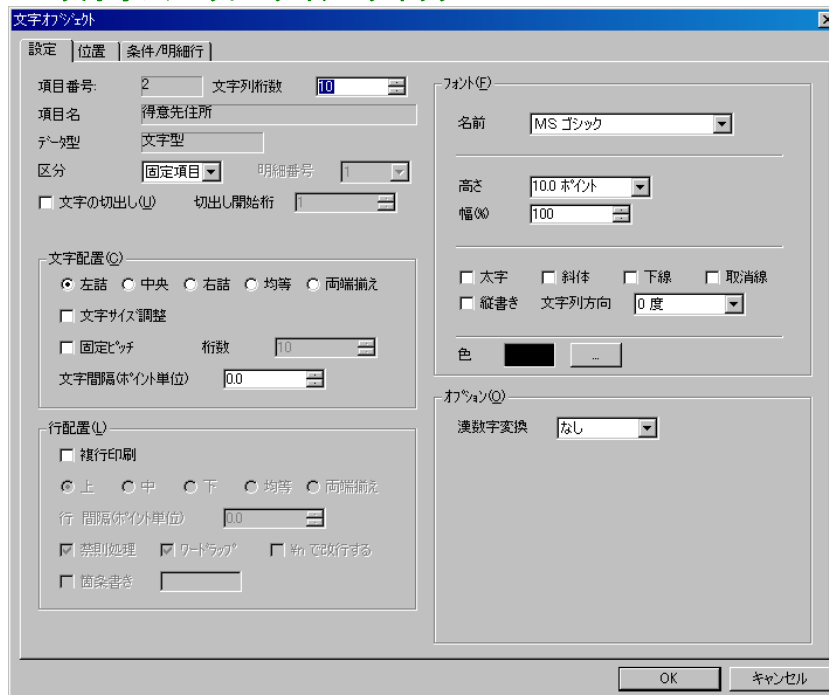 文字オブジェクト
設定 位置 条件/明細行
項目番号: 2 文字列桁数 10
項目名 得意先住所
データ型 文字型
区分 固定項目 明細番号 1
文字の切出し(U) 切出し開始桁 1
文字配置(C)
左詰 中央 右詰 均等 両端揃え
文字サイズ調整
固定ピッチ 桁数 10
文字間隔(ポイント単位) 0.0
行配置(L)
複行印刷
上 中 下 均等 両端揃え
行 間隔(ポイント単位) 0.0
禁則処理 ワードラップ ¥n で改行する
箇条書き
フォント(F)
名前 MS ゴシック
高さ 10.0 ポイント
幅(%) 100
太字 斜体 下線 取消線
縦書き 文字列方向 0 度
色 ...
オプション(O)
漢数字変換 なし
OK キャンセル